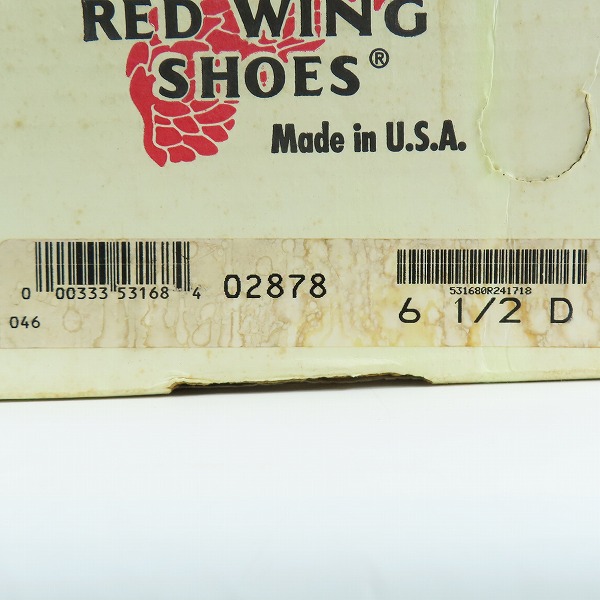 RED WING
SHOES®
Made in U.S.A.
0 00333 53168 4
02878
531680R241718
6 1/2 D
046